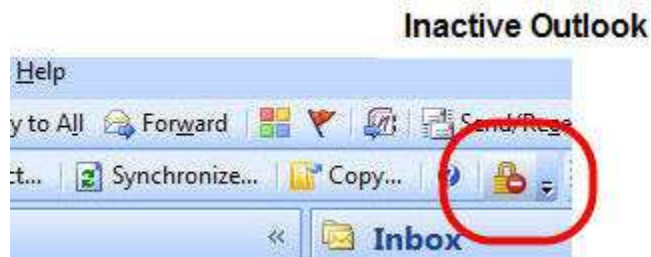 Inactive Outlook
Help
y to All Forward Send/Rece
ct... Synchronize... Copy...
« Inbox